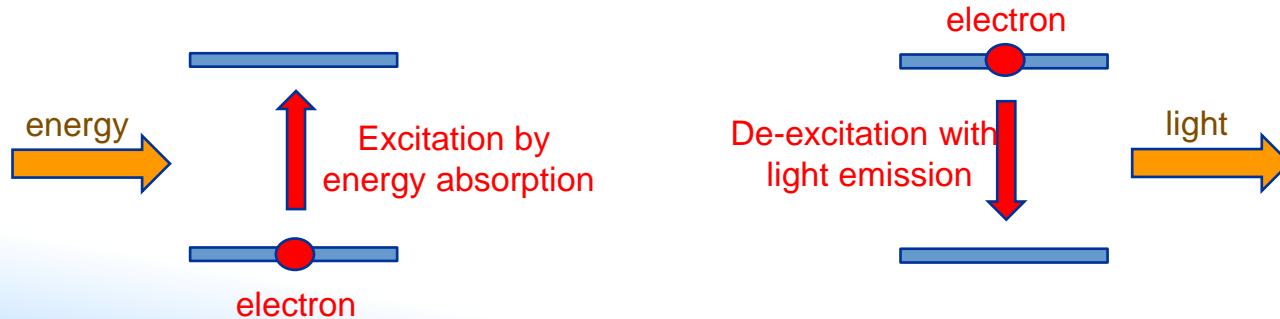 energy
Excitation by
energy absorption
electron
electron
De-excitation with
light emission
light